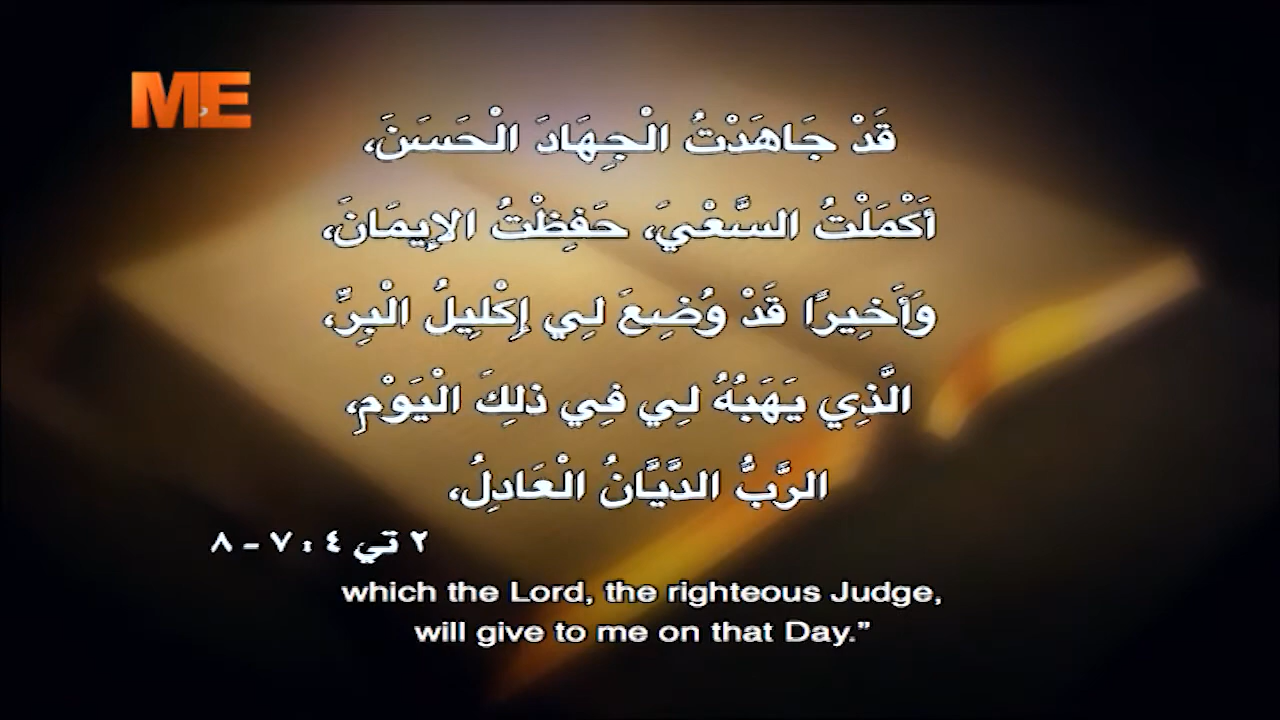 ME
قَدْ جَاهَدْتُ الْجِهَادَ الْحَسَنَ،
أَكْمَلْتُ السَّعْيَ، حَفِظْتُ الإِيمَانَ،
وَأَخِيرًا قَدْ وُضِعَ لِي إِكْلِيلُ الْبِرِّ،
الَّذِي يَهَبُهُ لِي فِي ذلِكَ الْيَوْمِ،
الرَّبُّ الدَّيَّانُ الْعَادِلُ،
٢ تي ٤ : ٧ - ٨
which the Lord, the righteous Judge,
will give to me on that Day.”